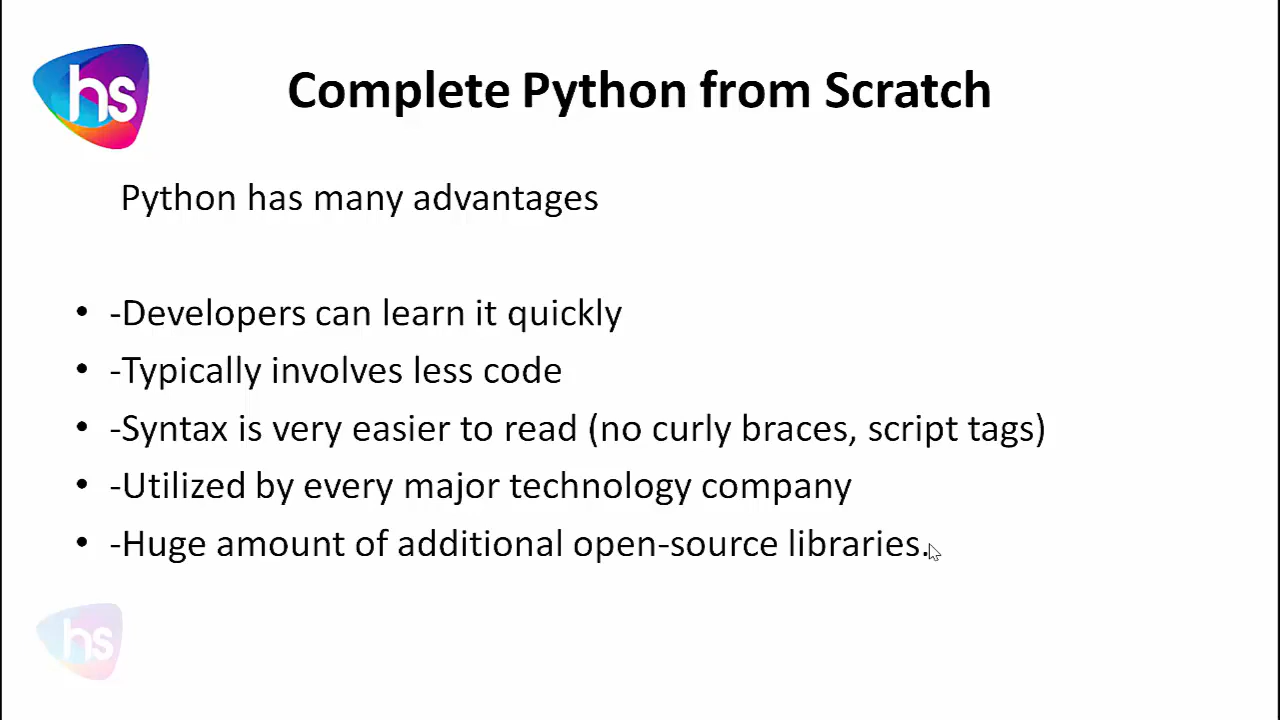 hs
Complete Python from Scratch
Python has many advantages
• -Developers can learn it quickly
• -Typically involves less code
• -Syntax is very easier to read (no curly braces, script tags)
• -Utilized by every major technology company
• -Huge amount of additional open-source libraries.
hs